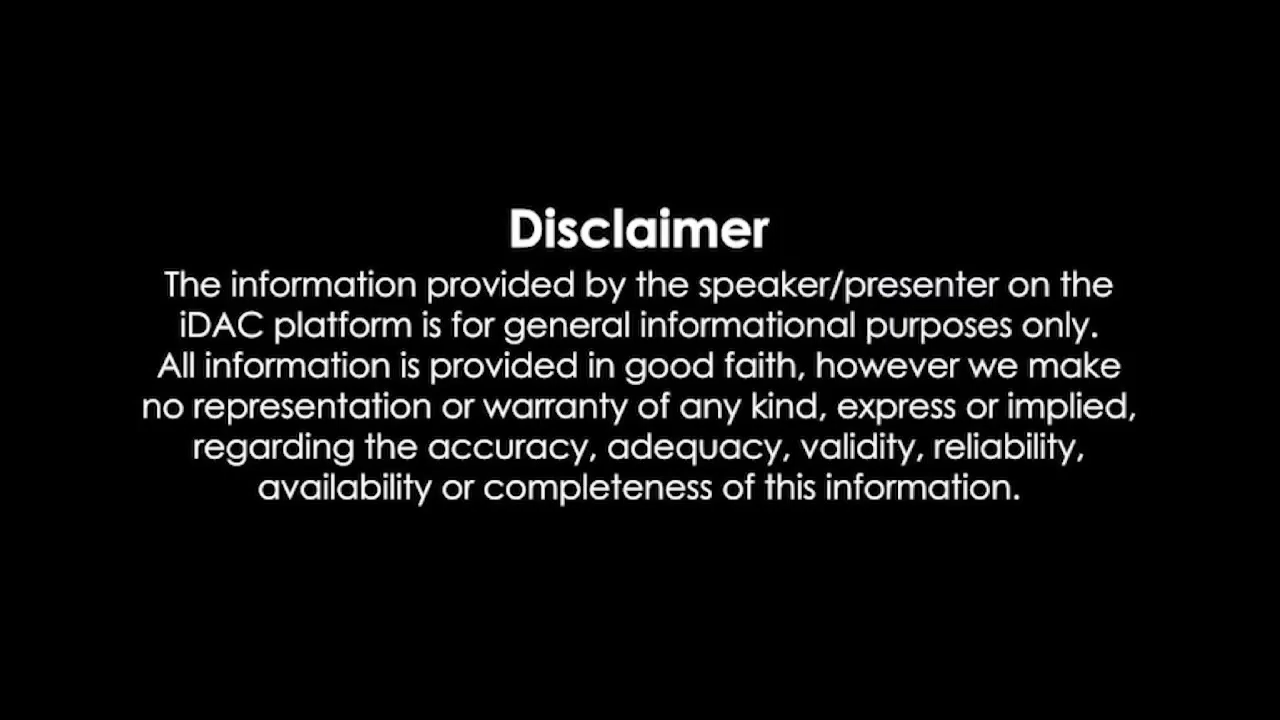 Disclaimer
The information provided by the speaker/presenter on the
iDAC platform is for general informational purposes only.
All information is provided in good faith, however we make
no representation or warranty of any kind, express or implied,
regarding the accuracy, adequacy, validity, reliability,
availability or completeness of this information.